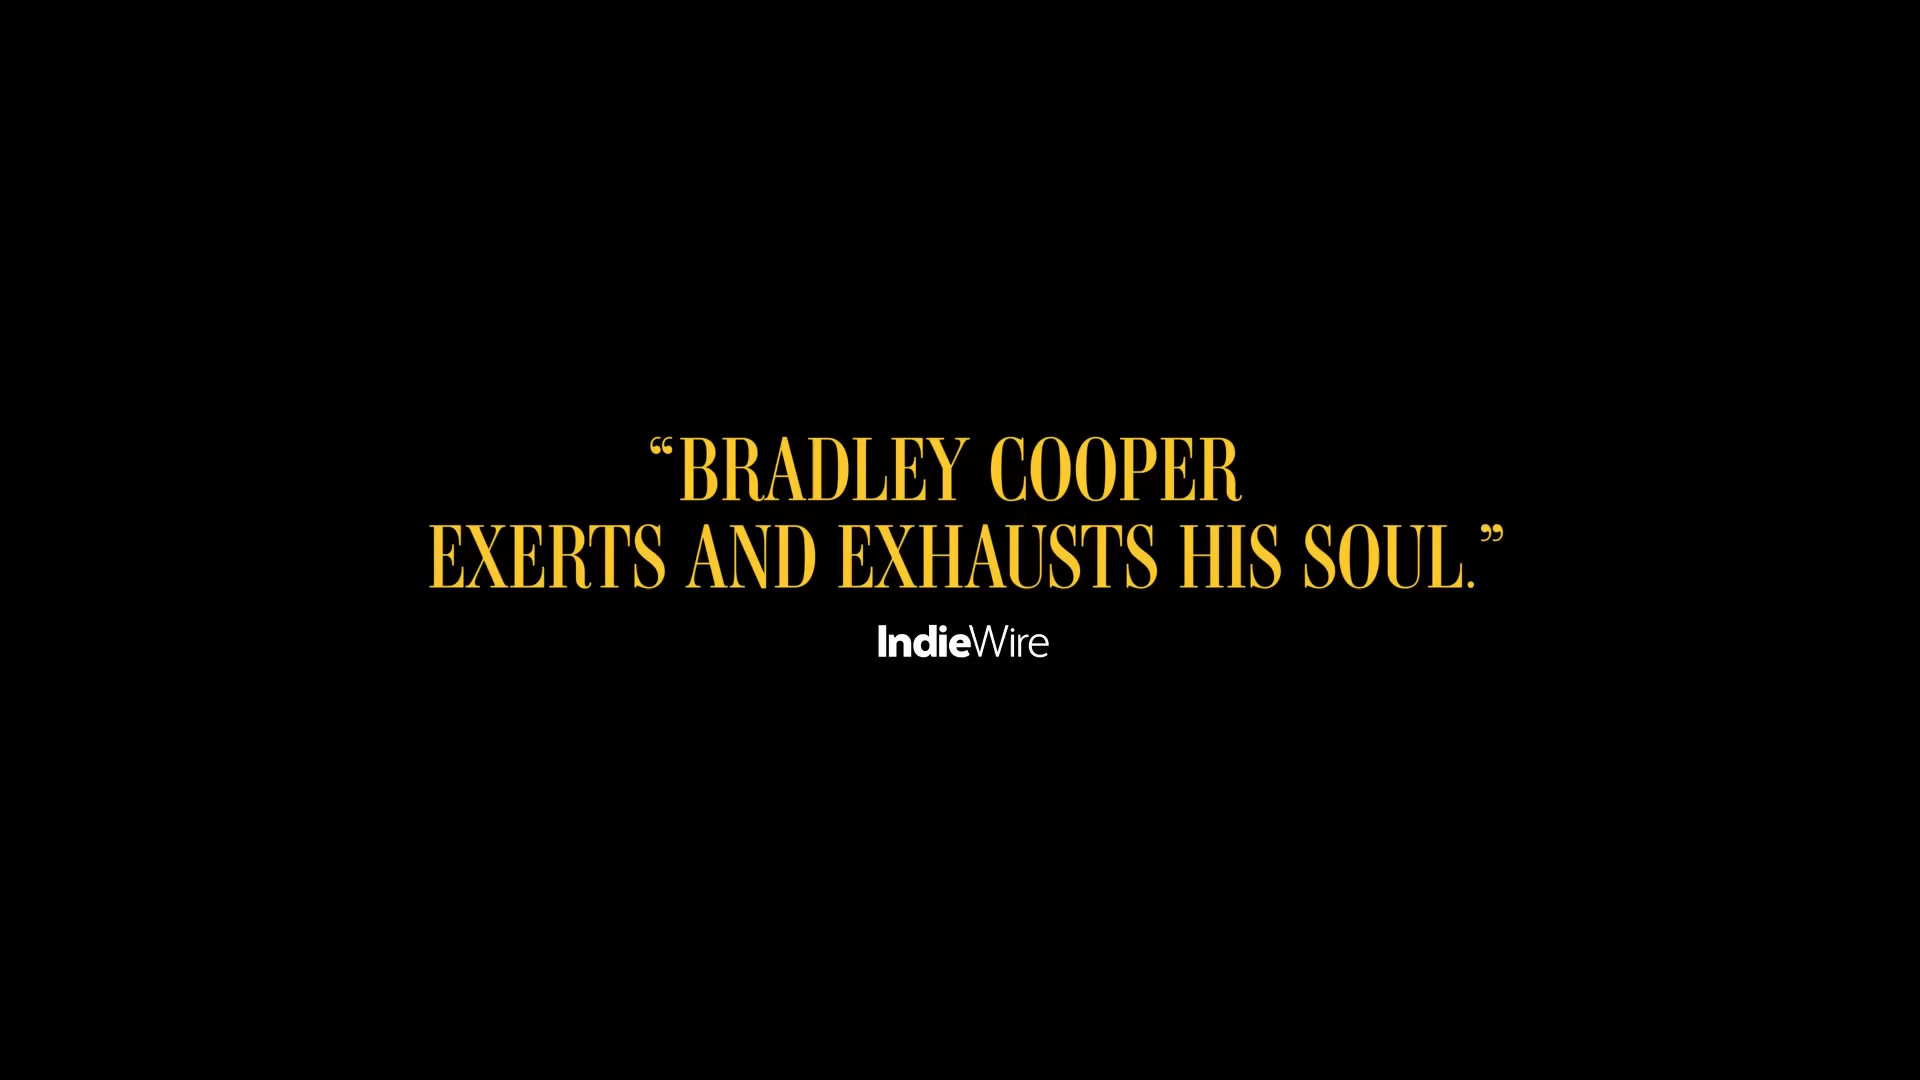 “BRADLEY COOPER
EXERTS AND EXHAUSTS HIS SOUL.”
IndieWire